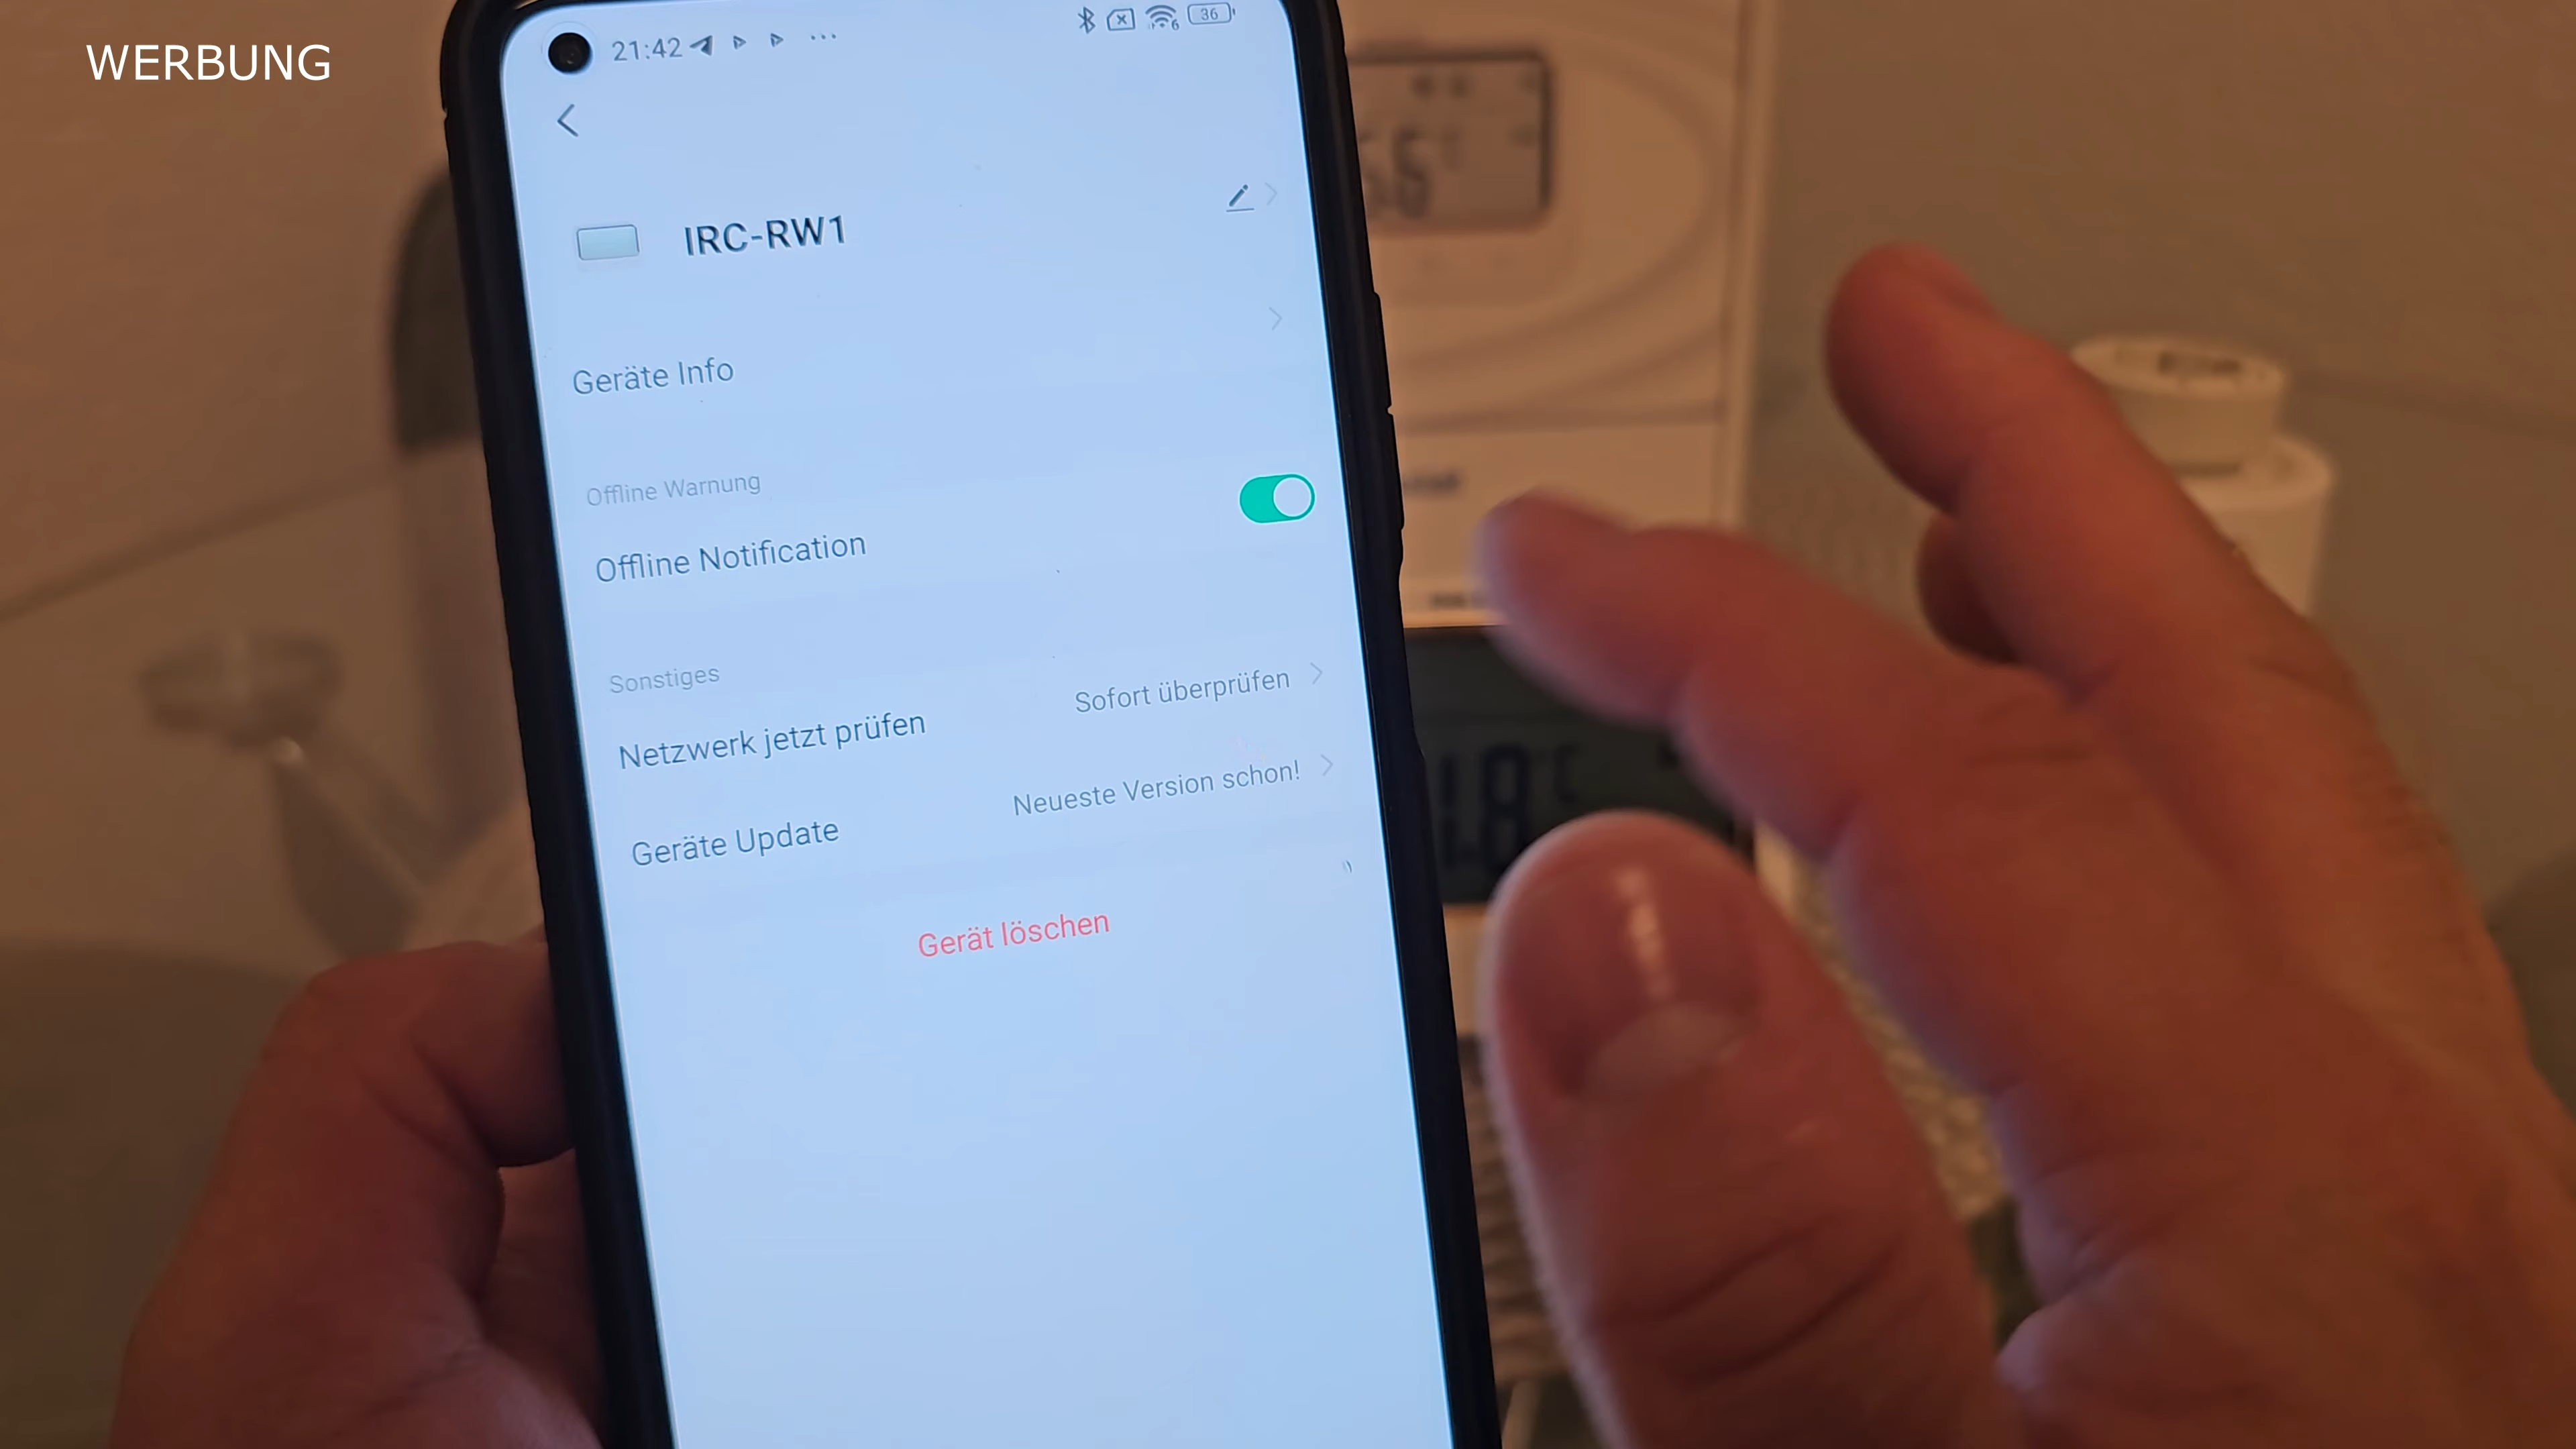 WERBUNG
21:42
36
IRC-RW1
Geräte Info
Offline Warnung
Offline Notification
Sonstiges
Netzwerk jetzt prüfen Sofort überprüfen
Geräte Update Neueste Version schon!
Gerät löschen